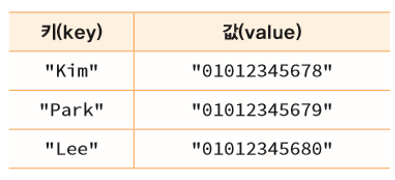 키(key) 값(value)
"Kim" "01012345678"
"Park" "01012345679"
"Lee" "01012345680"